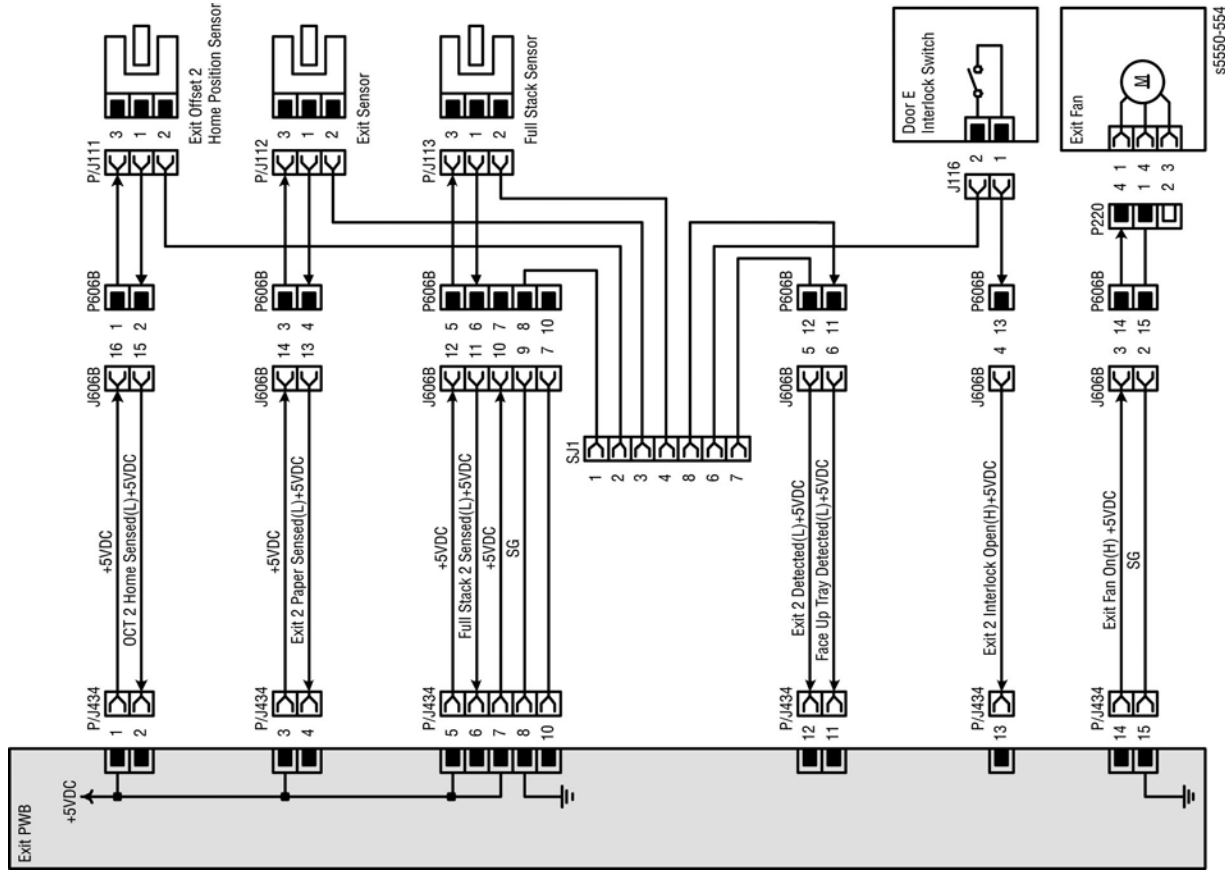 Exit PWB
+5VDC
P/J434
1
2
+5VDC
OCT 2 Home Sensed(L)+5VDC
J606B
16 1
15 2
P606B
P/J111
3
1
2
Exit Offset 2
Home Position Sensor
P/J434
3
4
+5VDC
Exit 2 Paper Sensed(L)+5VDC
J606B
14 3
13 4
P606B
P/J112
3
1
2
Exit Sensor
P/J434
5
6
7
8
10
+5VDC
Full Stack 2 Sensed(L)+5VDC
+5VDC
SG
J606B
12 5
11 6
10 7
9 8
7 10
P606B
P/J113
3
1
2
Full Stack Sensor
SJ1
1
2
3
4
8
6
7
P/J434
12
11
Exit 2 Detected(L)+5VDC
Face Up Tray Detected(L)+5VDC
J606B
5 12
6 11
P606B
13
P/J434
Exit 2 Interlock Open(H)+5VDC
J606B
4 13
P606B
J116
2
1
Door E
Interlock Switch
P/J434
14
15
Exit Fan On(H) +5VDC
SG
J606B
3 14
2 15
P606B
P220
4 1
1 4
2 3
Exit Fan
M
s5550-554